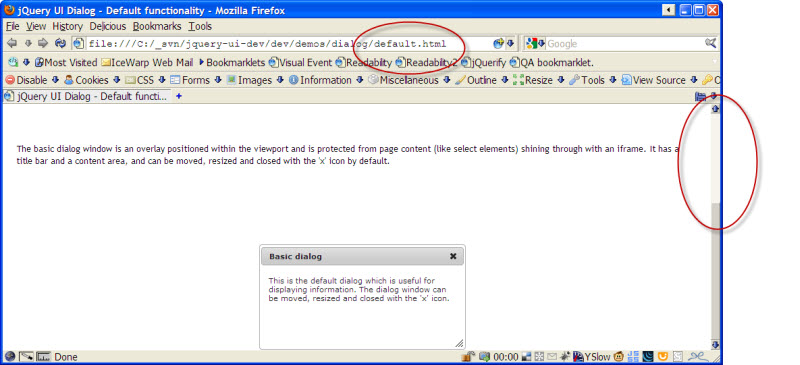 jQuery UI Dialog - Default functionality - Mozilla Firefox
File View History Delicious Bookmarks Tools
file:///C:/_svn/jquery-ui-dev/dev/demos/dialog/default.html Google
Most Visited IceWarp Web Mail Bookmarklets Visual Event Readability Readability2 jQuerify QA bookmarklet.
Disable Cookies CSS Forms Images Information Miscellaneous Outline Resize Tools View Source
jQuery UI Dialog - Default functi... +
The basic dialog window is an overlay positioned within the viewport and is protected from page content (like select elements) shining through with an iframe. It has a
title bar and a content area, and can be moved, resized and closed with the 'x' icon by default.
Basic dialog
This is the default dialog which is useful for
displaying information. The dialog window can
be moved, resized and closed with the 'x' icon.
Done 00:00 YSlow